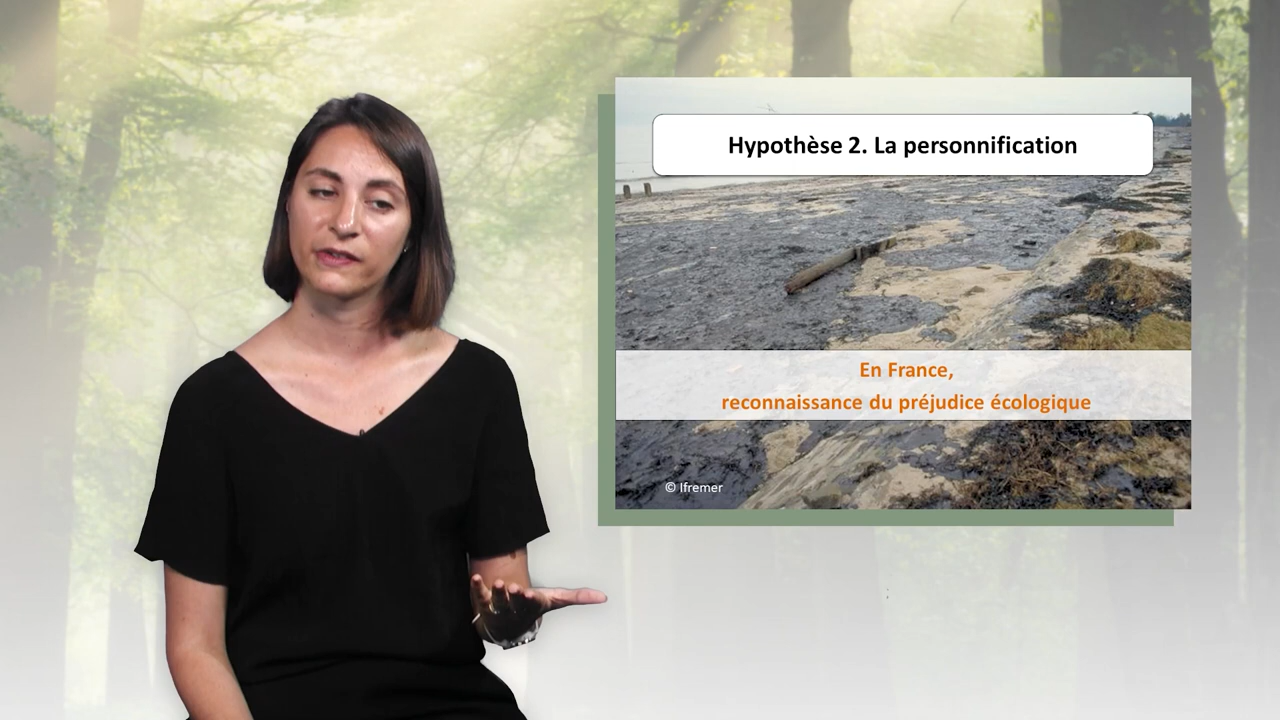 Hypothèse 2. La personnification
En France,
reconnaissance du préjudice écologique
© Ifremer